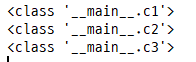 <class '__main__.c1'>
<class '__main__.c2'>
<class '__main__.c3'>